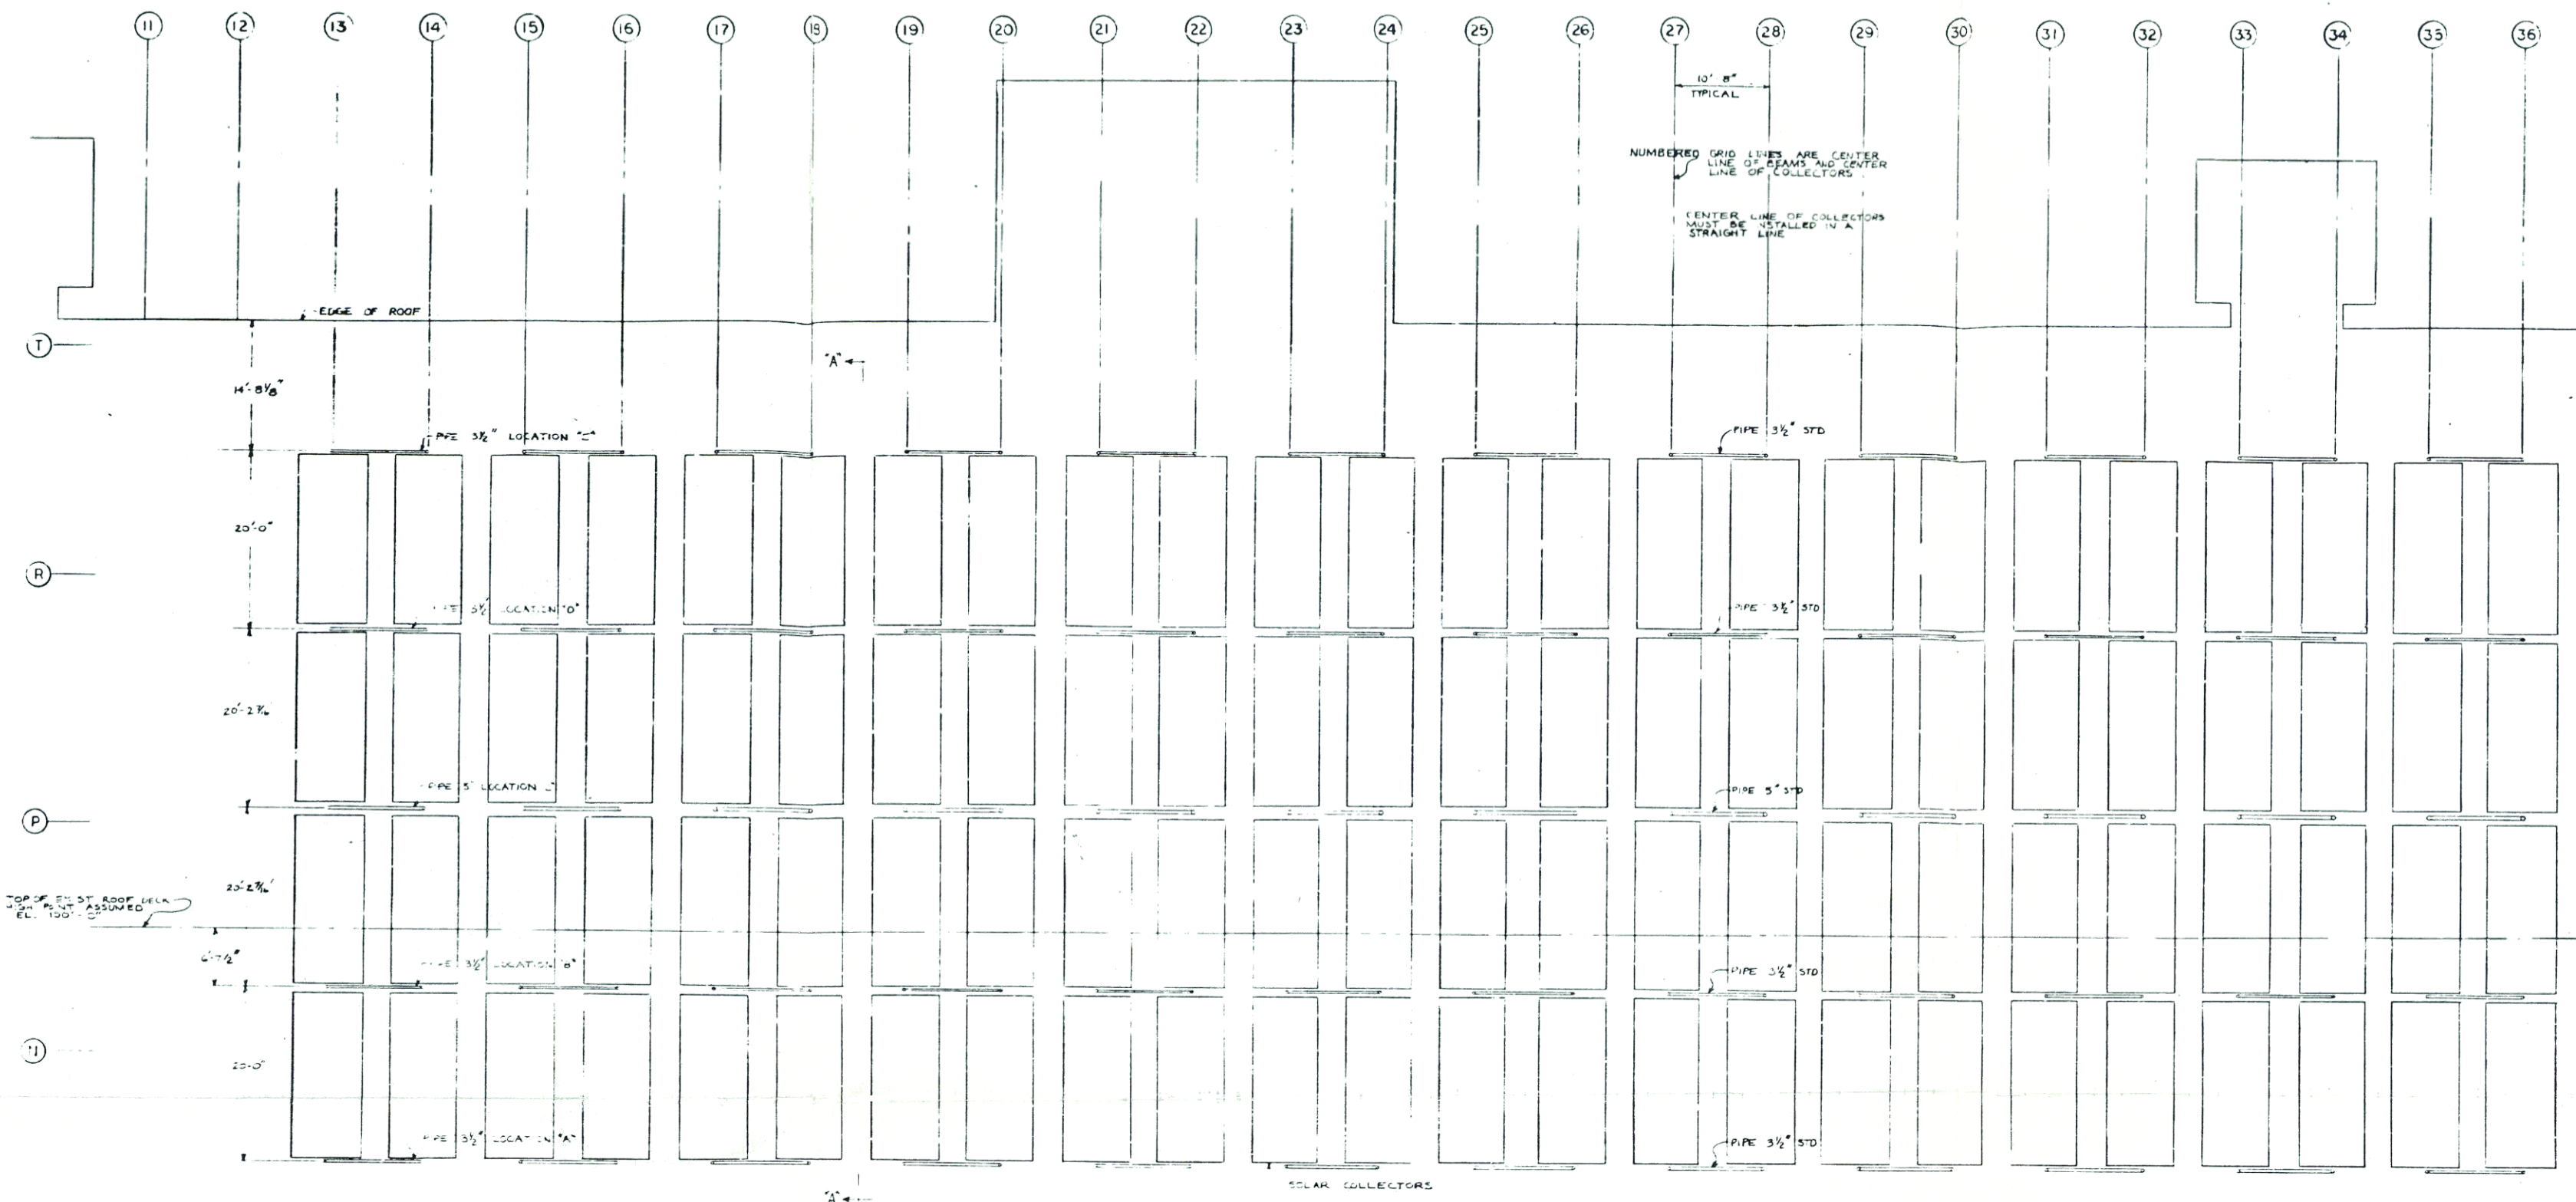 11 12 13 14 15 16 17 18 19 20 21 22 23 24 25 26 27 28 29 30 31 32 33 34 35 36
10'-8"
TYPICAL
NUMBERED GRID LINES ARE CENTER
LINE OF BEAMS AND CENTER
LINE OF COLLECTORS
CENTER LINE OF COLLECTORS
MUST BE INSTALLED IN A
STRAIGHT LINE
EDGE OF ROOF
T
"A"
14'-8 1/8"
PIPE 3 1/2" LOCATION
PIPE 3 1/2" STD
20'-0"
R
PIPE 3 1/2" LOCATION "D"
PIPE 3 1/2" STD
20'-2 7/16"
PIPE 5" LOCATION
PIPE 5" STD
P
20'-2 7/16"
TOP OF EXIST ROOF DECK
HIGH POINT ASSUMED
EL. 100'-0"
6'-7 1/2"
PIPE 3 1/2" LOCATION "B"
PIPE 3 1/2" STD
N
20'-0"
PIPE 3 1/2" LOCATION "A"
PIPE 3 1/2" STD
SOLAR COLLECTORS
"A"